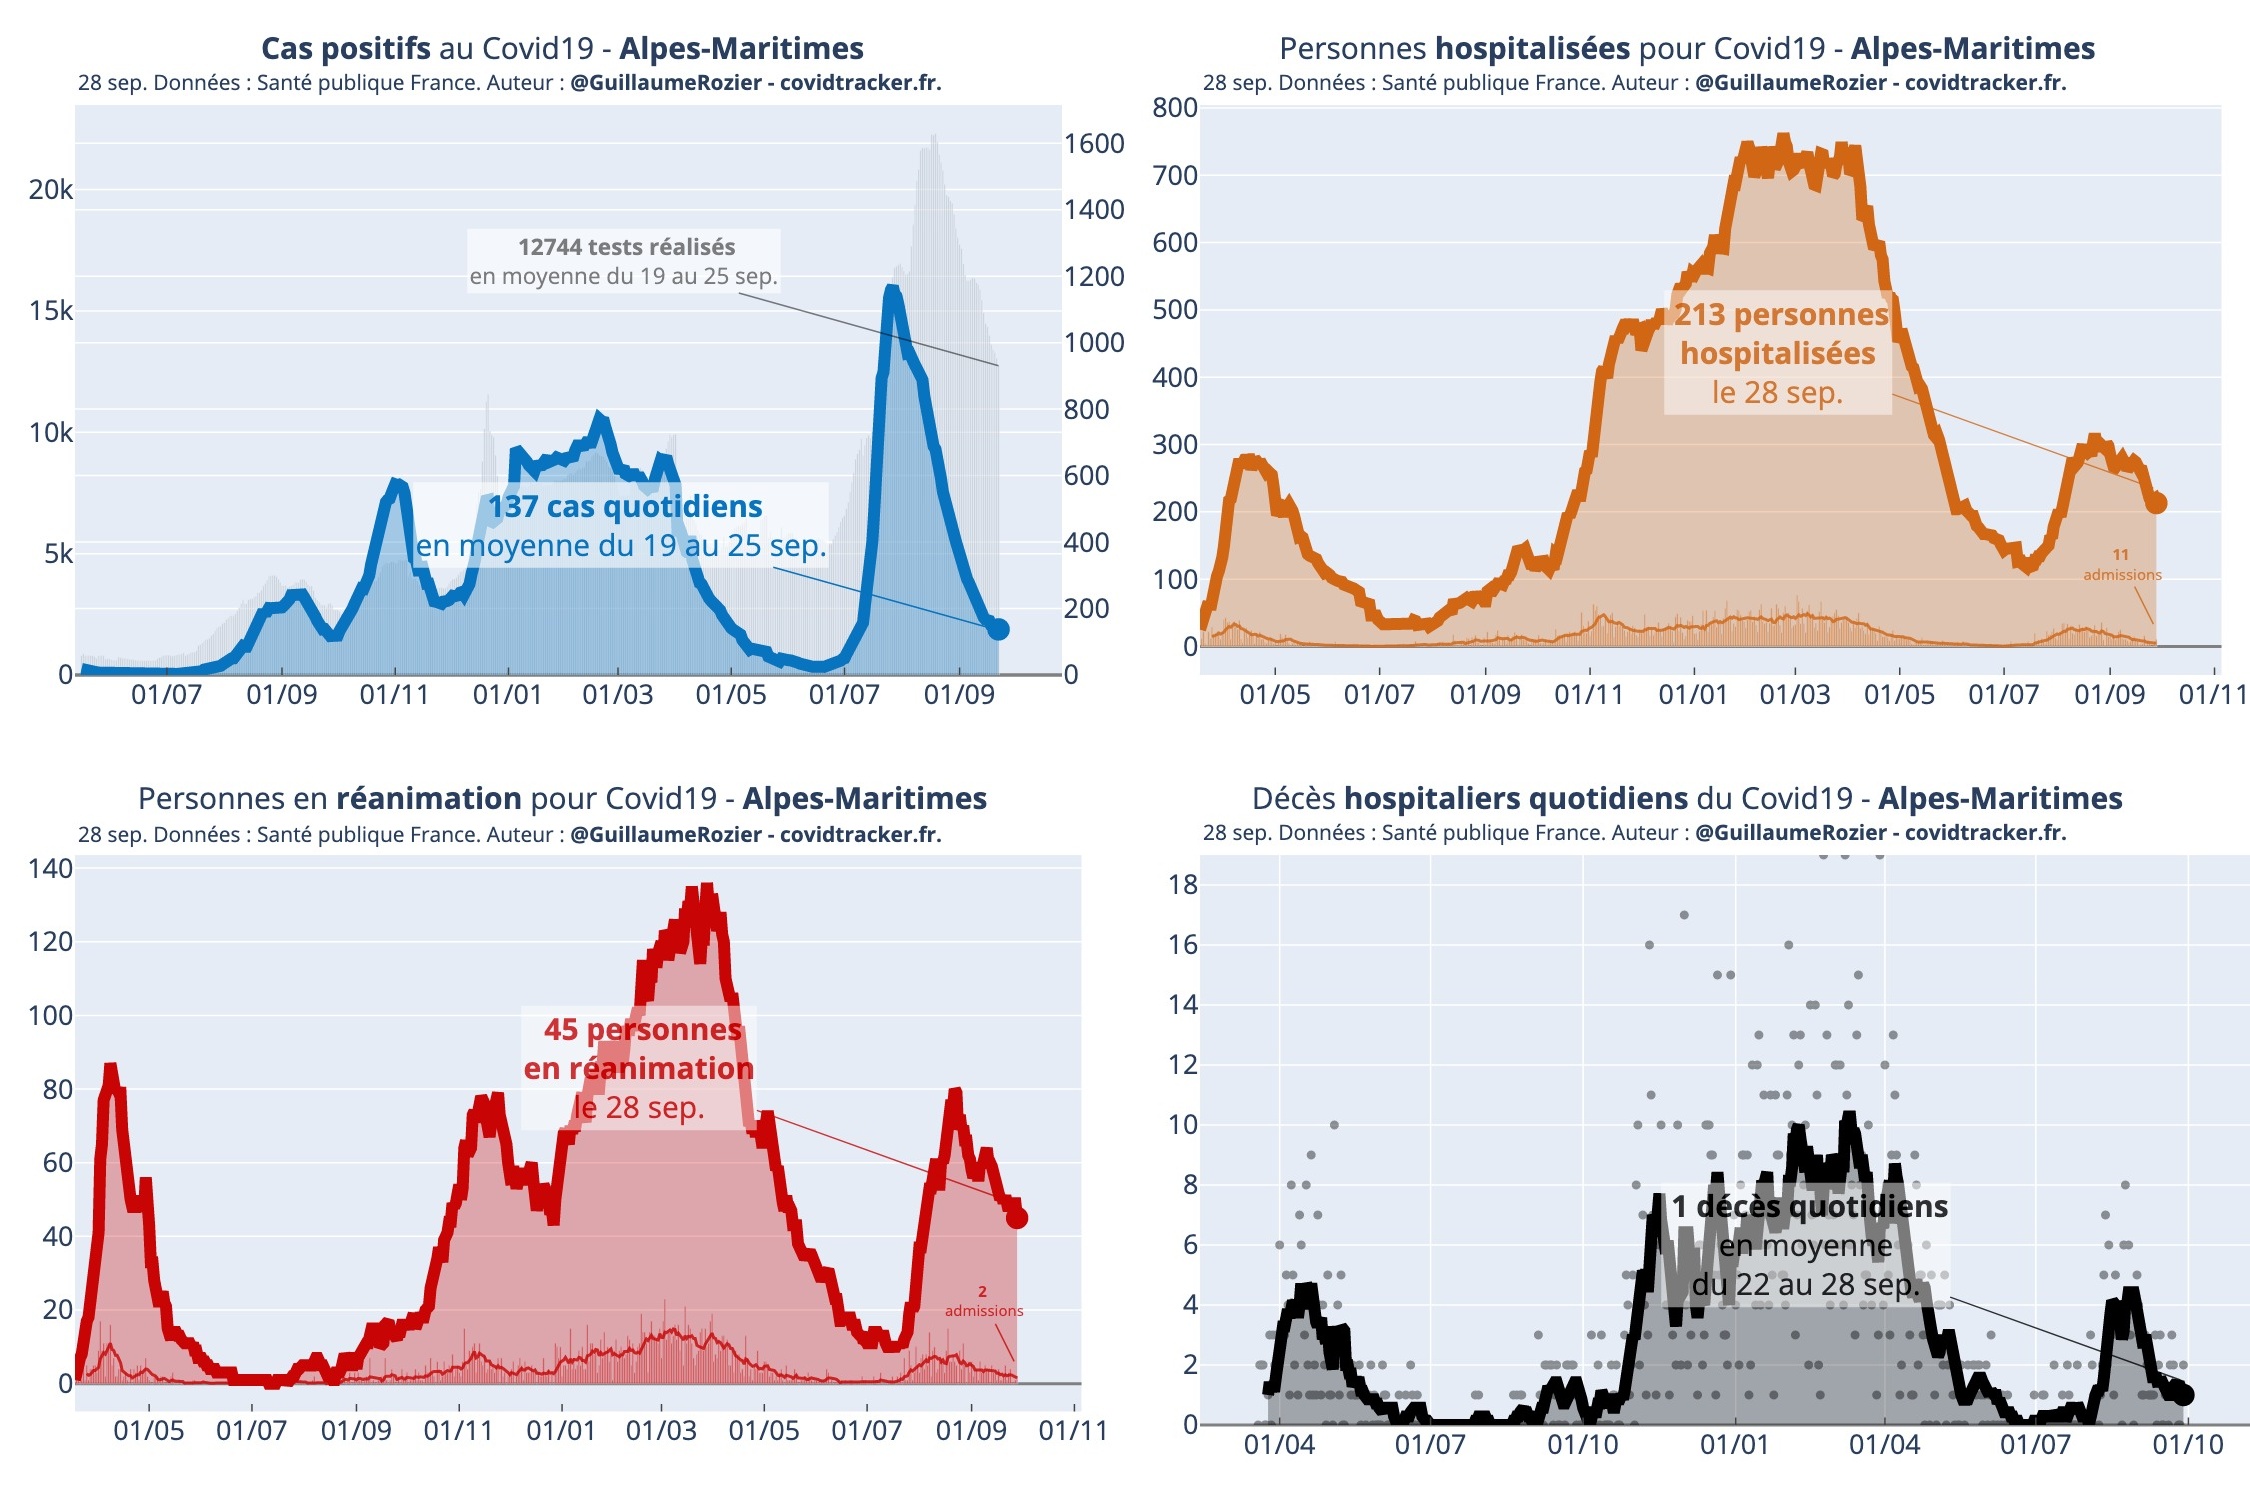 Cas positifs au Covid19 - Alpes-Maritimes
28 sep. Données : Santé publique France. Auteur : @GuillaumeRozier - covidtracker.fr.
20k
15k
10k
5k
0
1600
1400
1200
1000
800
600
400
200
0
12744 tests réalisés
en moyenne du 19 au 25 sep.
137 cas quotidiens
en moyenne du 19 au 25 sep.
01/07 01/09 01/11 01/01 01/03 01/05 01/07 01/09
Personnes hospitalisées pour Covid19 - Alpes-Maritimes
28 sep. Données : Santé publique France. Auteur : @GuillaumeRozier - covidtracker.fr.
800
700
600
500
400
300
200
100
0
213 personnes
hospitalisées
le 28 sep.
11
admissions
01/05 01/07 01/09 01/11 01/01 01/03 01/05 01/07 01/09 01/11
Personnes en réanimation pour Covid19 - Alpes-Maritimes
28 sep. Données : Santé publique France. Auteur : @GuillaumeRozier - covidtracker.fr.
140
120
100
80
60
40
20
0
45 personnes
en réanimation
le 28 sep.
2
admissions
01/05 01/07 01/09 01/11 01/01 01/03 01/05 01/07 01/09 01/11
Décès hospitaliers quotidiens du Covid19 - Alpes-Maritimes
28 sep. Données : Santé publique France. Auteur : @GuillaumeRozier - covidtracker.fr.
18
16
14
12
10
8
6
4
2
0
1 décès quotidiens
en moyenne
du 22 au 28 sep.
01/04 01/07 01/10 01/01 01/04 01/07 01/10